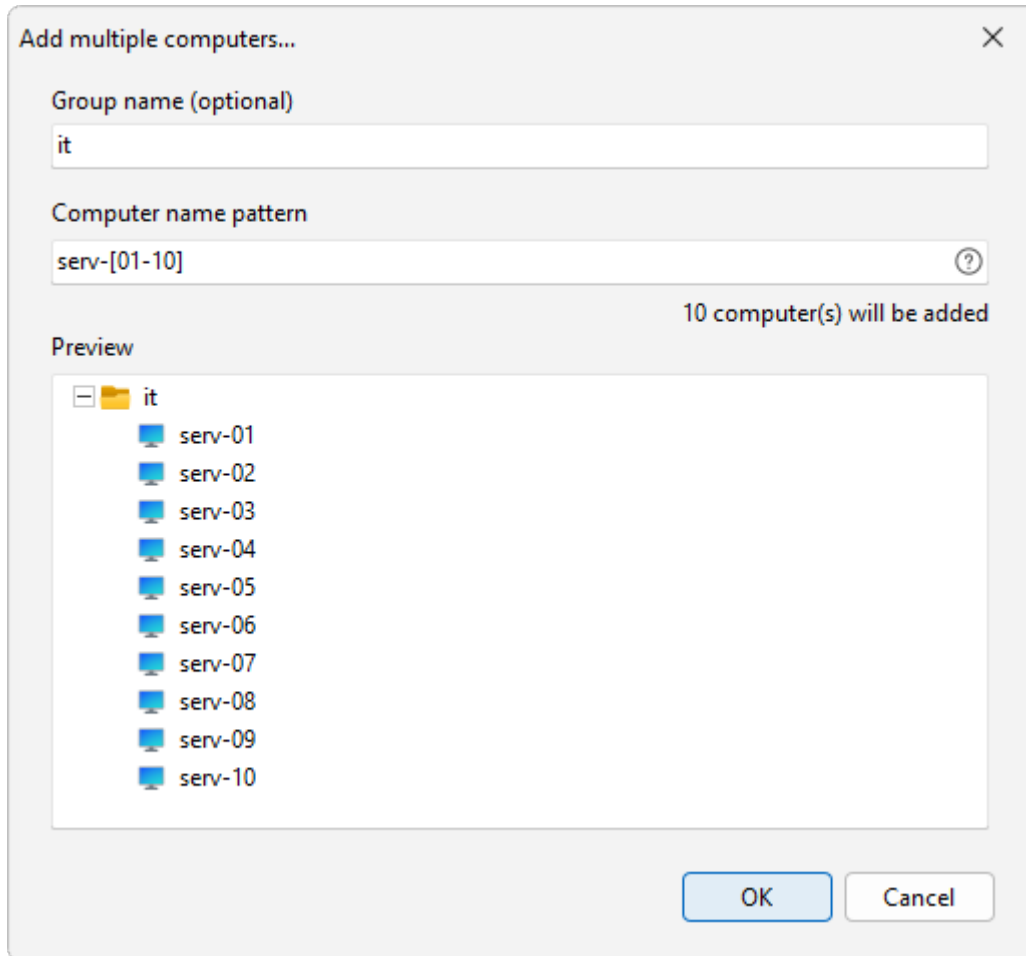 Add multiple computers...
Group name (optional)
it
Computer name pattern
serv-[01-10]
10 computer(s) will be added
Preview
it
serv-01
serv-02
serv-03
serv-04
serv-05
serv-06
serv-07
serv-08
serv-09
serv-10
OK Cancel